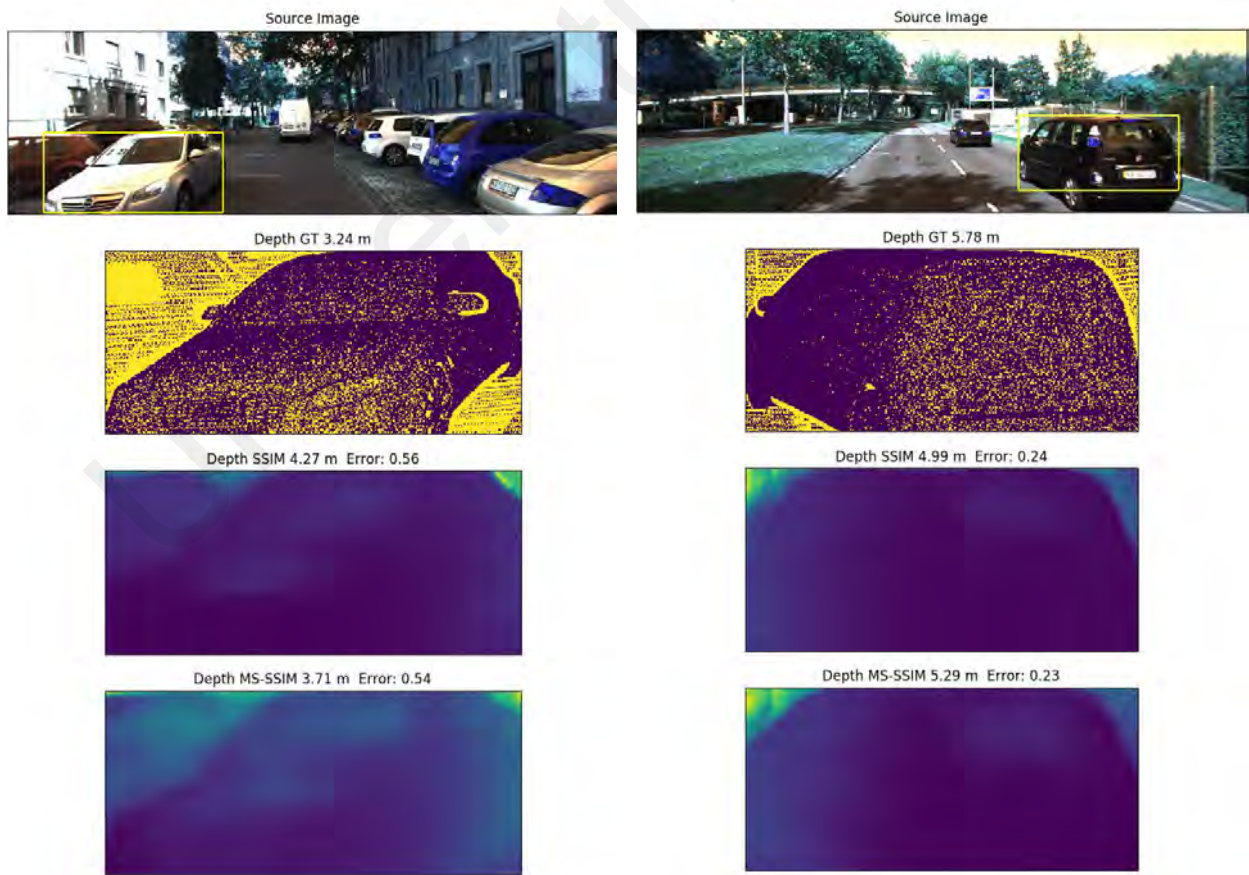 Source Image
Source Image
Depth GT 3.24 m
Depth GT 5.78 m
Depth SSIM 4.27 m  Error: 0.56
Depth SSIM 4.99 m  Error: 0.24
Depth MS-SSIM 3.71 m  Error: 0.54
Depth MS-SSIM 5.29 m  Error: 0.23